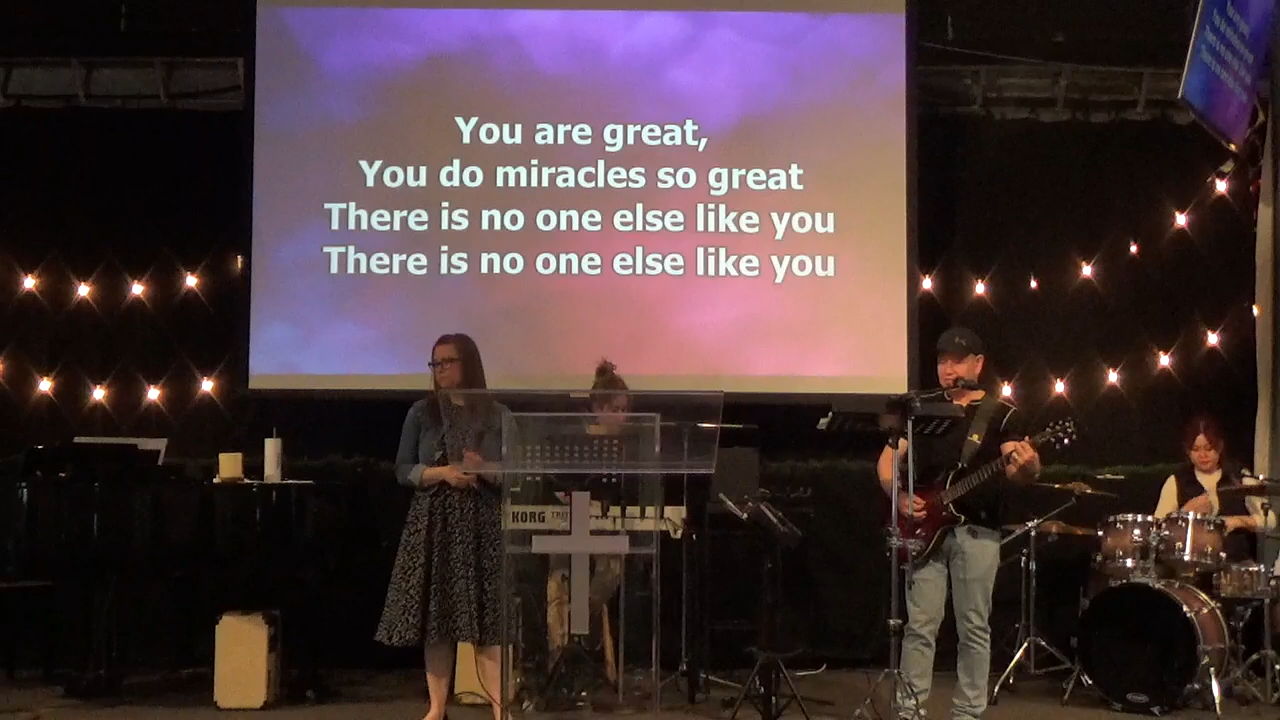 You are great,
You do miracles so great
There is no one else like you
There is no one else like you
KORG